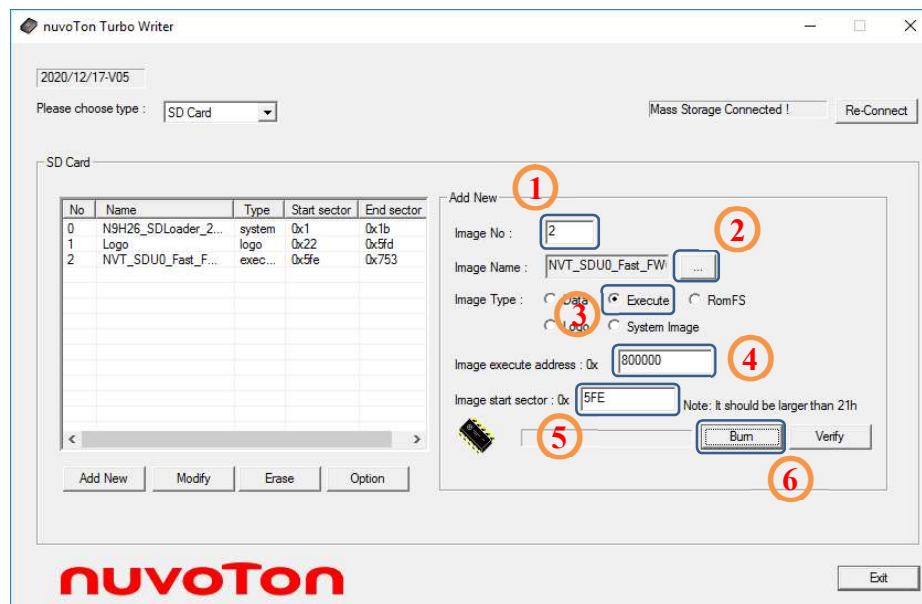 nuvoTon Turbo Writer
2020/12/17-V05
Please choose type : SD Card
Mass Storage Connected ! Re-Connect
SD Card
No Name Type Start sector End sector
0 N9H26_SDLoader_2... system 0x1 0x1b
1 Logo logo 0x22 0x5fd
2 NVT_SDU0_Fast_F... exec... 0x5fe 0x753
Add New Modify Erase Option
Add New 1
Image No : 2
2
Image Name : NVT_SDU0_Fast_FW ...
Image Type : Data Execute RomFS
3
Logo System Image
Image execute address : 0x 800000 4
Image start sector : 0x 5FE Note: It should be larger than 21h
5 Burn Verify
6
nuvoTon
Exit